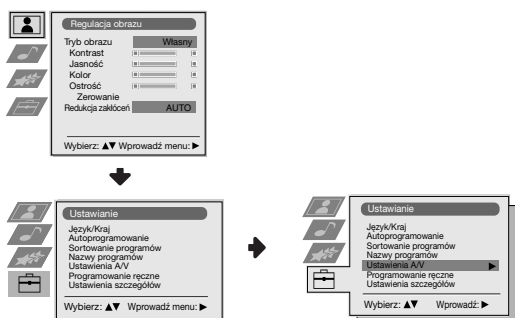 Regulacja obrazu
Tryb obrazu Własny
Kontrast
Jasność
Kolor
Ostrość
Zerowanie
Redukcja zakłóceń AUTO
Wybierz: ▲▼ Wprowadź menu: ▶
Ustawianie
Język/Kraj
Autoprogramowanie
Sortowanie programów
Nazwy programów
Ustawienia A/V
Programowanie ręczne
Ustawienia szczegółów
Wybierz: ▲▼ Wprowadź menu: ▶
Ustawianie
Język/Kraj
Autoprogramowanie
Sortowanie programów
Nazwy programów
Ustawienia A/V ▶
Programowanie ręczne
Ustawienia szczegółów
Wybierz: ▲▼ Wprowadź: ▶